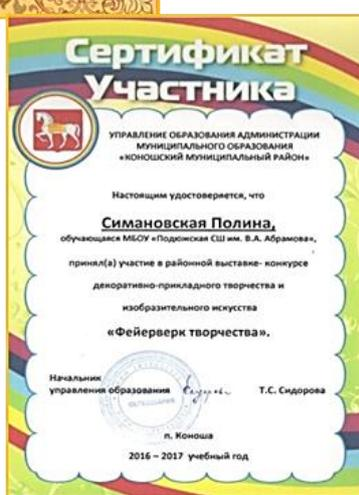 Сертификат
Участника
УПРАВЛЕНИЕ ОБРАЗОВАНИЯ АДМИНИСТРАЦИИ
МУНИЦИПАЛЬНОГО ОБРАЗОВАНИЯ
«КОНОШСКИЙ МУНИЦИПАЛЬНЫЙ РАЙОН»
Настоящим удостоверяется, что
Симановская Полина,
обучающаяся МБОУ «Подюжская СШ им. В.А. Абрамова»,
принял(а) участие в районной выставке- конкурсе
декоративно-прикладного творчества и
изобразительного искусства
«Фейерверк творчества».
Начальник
управления образования Т.С. Сидорова
п. Коноша
2016 – 2017 учебный год